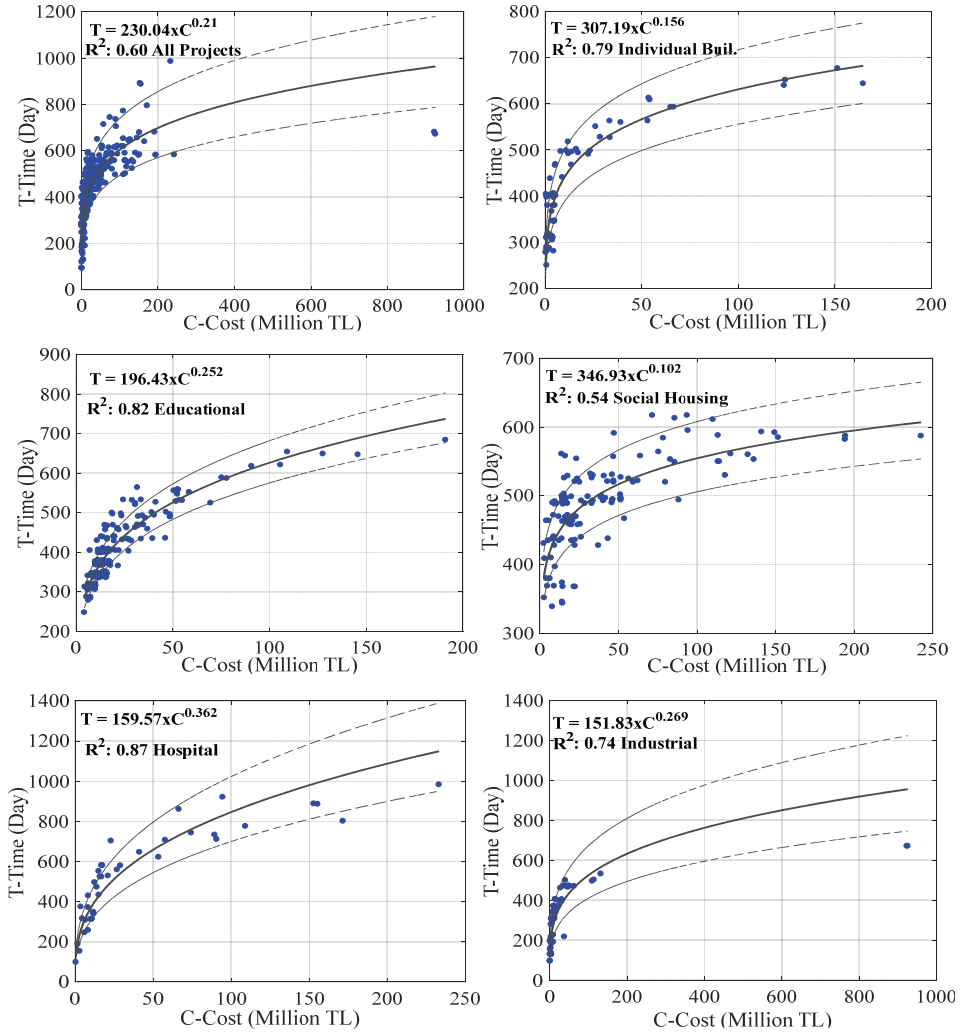 T = 230.04xC^0.21
R²: 0.60 All Projects
1200
1000
800
600
400
200
0
T-Time (Day)
0 200 400 600 800 1000
C-Cost (Million TL)
T = 307.19xC^0.156
R²: 0.79 Individual Buil.
800
700
600
500
400
300
200
T-Time (Day)
0 50 100 150 200
C-Cost (Million TL)
T = 196.43xC^0.252
R²: 0.82 Educational
900
800
700
600
500
400
300
200
T-Time (Day)
0 50 100 150 200
C-Cost (Million TL)
T = 346.93xC^0.102
R²: 0.54 Social Housing
700
600
500
400
300
T-Time (Day)
0 50 100 150 200 250
C-Cost (Million TL)
T = 159.57xC^0.362
R²: 0.87 Hospital
1400
1200
1000
800
600
400
200
0
T-Time (Day)
0 50 100 150 200 250
C-Cost (Million TL)
T = 151.83xC^0.269
R²: 0.74 Industrial
1400
1200
1000
800
600
400
200
0
T-Time (Day)
0 200 400 600 800 1000
C-Cost (Million TL)